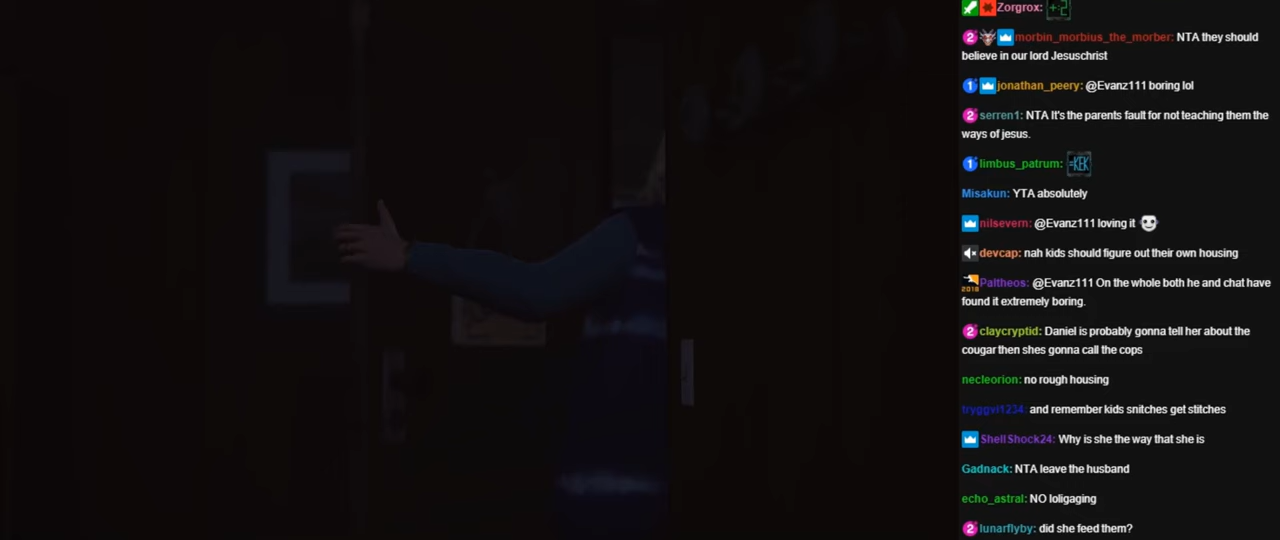 Zorgrox:
morbin_morbius_the_morber: NTA they should
believe in our lord Jesuschrist
jonathan_peery: @Evanz111 boring lol
serren1: NTA It's the parents fault for not teaching them the
ways of jesus.
limbus_patrum: =KEK
Misakun: YTA absolutely
nilsevern: @Evanz111 loving it
devcap: nah kids should figure out their own housing
Paltheos: @Evanz111 On the whole both he and chat have
found it extremely boring.
claycryptid: Daniel is probably gonna tell her about the
cougar then shes gonna call the cops
necleorion: no rough housing
tryggvi1234: and remember kids snitches get stitches
ShellShock24: Why is she the way that she is
Gadnack: NTA leave the husband
echo_astral: NO loligaging
lunarflyby: did she feed them?